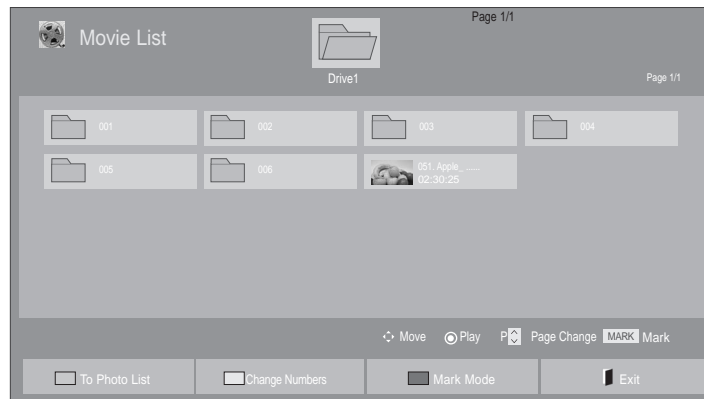 Page 1/1
Movie List
Drive1
Page 1/1
001 002 003 004
005 006 051. Apple_ ......
02:30:25
Move Play P Page Change MARK Mark
To Photo List Change Numbers Mark Mode Exit